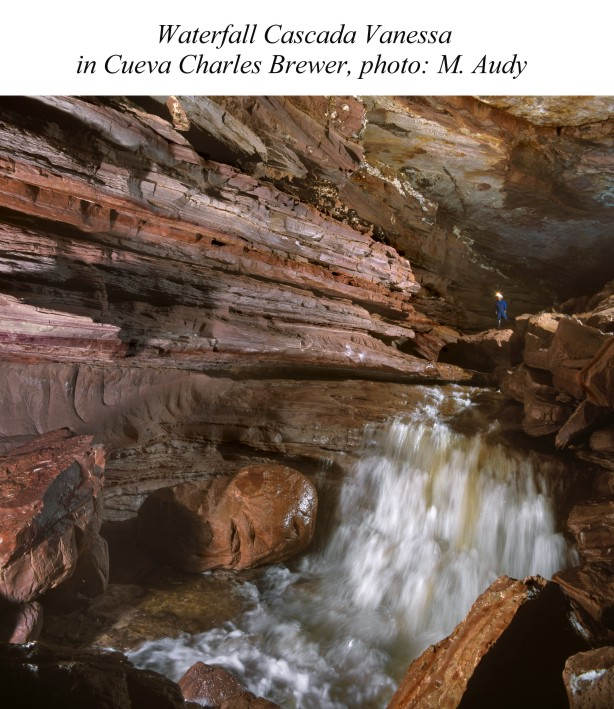 Waterfall Cascada Vanessa
in Cueva Charles Brewer, photo: M. Audy